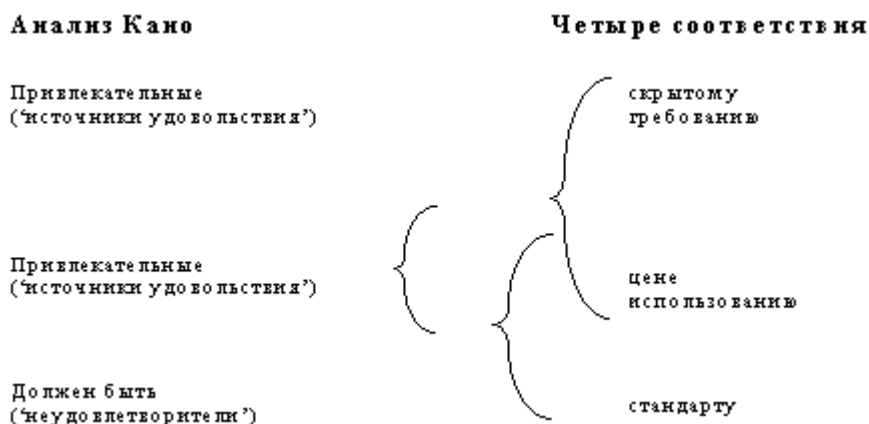 Анализ Кано
Четыре соответствия
Привлекательные
(‘источники удовольствия’)
скрытому
требованию
Привлекательные
(‘источники удовольствия’)
цене
использованию
Должен быть
(‘неудовлетворители’)
стандарту